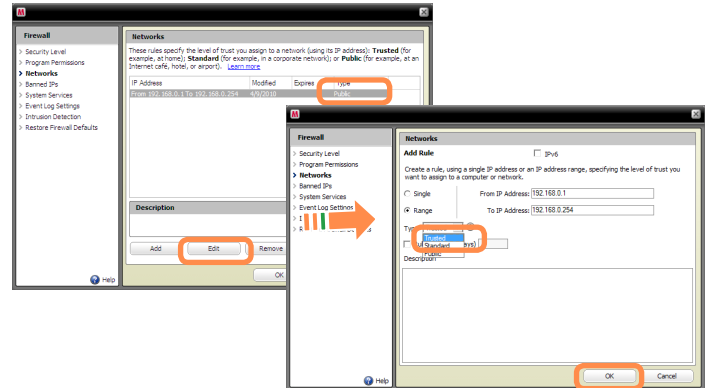 Firewall
> Security Level
> Program Permissions
> Networks
> Banned IPs
> System Services
> Event Log Settings
> Intrusion Detection
> Restore Firewall Defaults
Help
Networks
These rules specify the level of trust you assign to a network (using its IP address): Trusted (for
example, at home); Standard (for example, in a corporate network); or Public (for example, at an
Internet café, hotel, or airport). Learn more
IP Address Modified Expires Type
From 192.168.0.1 To 192.168.0.254 4/9/2010 Public
Description
Add Edit Remove
OK
Firewall
> Security Level
> Program Permissions
> Networks
> Banned IPs
> System Services
> Event Log Settings
Help
Networks
Add Rule IPv6
Create a rule, using a single IP address or an IP address range, specifying the level of trust you
want to assign to a computer or network.
Single From IP Address: 192.168.0.1
Range To IP Address: 192.168.0.254
Trusted
Standard
Public
Description
OK Cancel